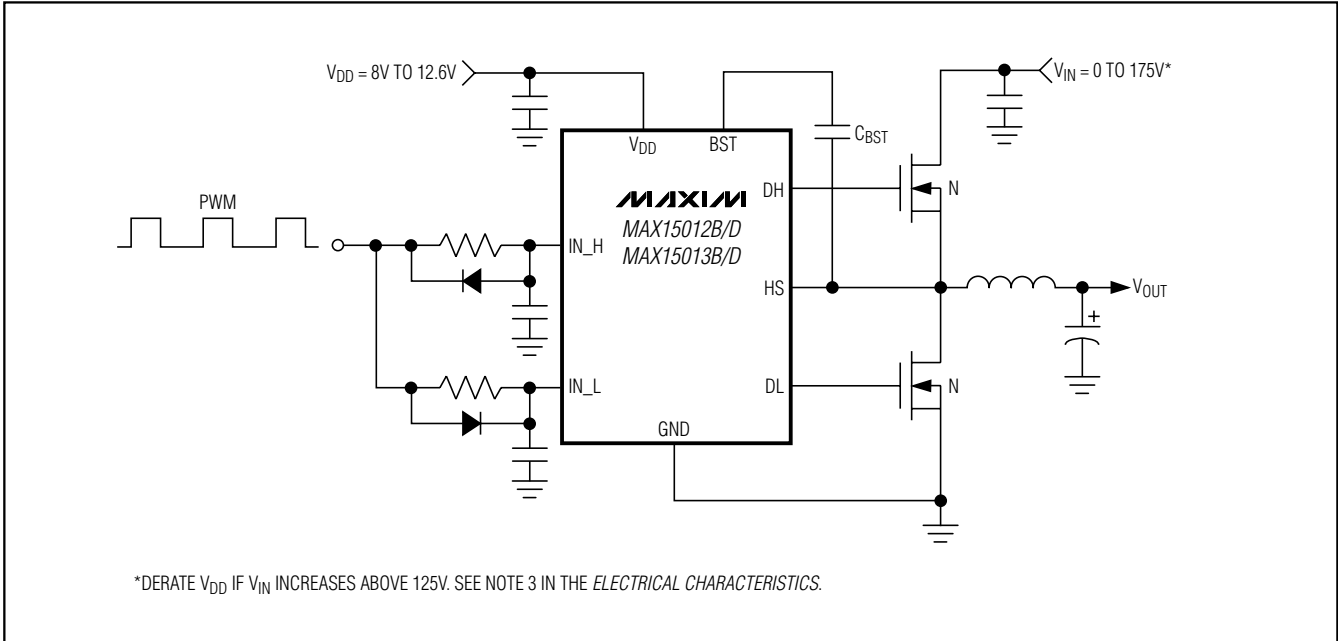 V_DD = 8V TO 12.6V
V_IN = 0 TO 175V*
V_DD
BST
C_BST
PWM
MAXIM
MAX15012B/D
MAX15013B/D
DH
N
IN_H
HS
V_OUT
+
IN_L
DL
N
GND
*DERATE V_DD IF V_IN INCREASES ABOVE 125V. SEE NOTE 3 IN THE ELECTRICAL CHARACTERISTICS.